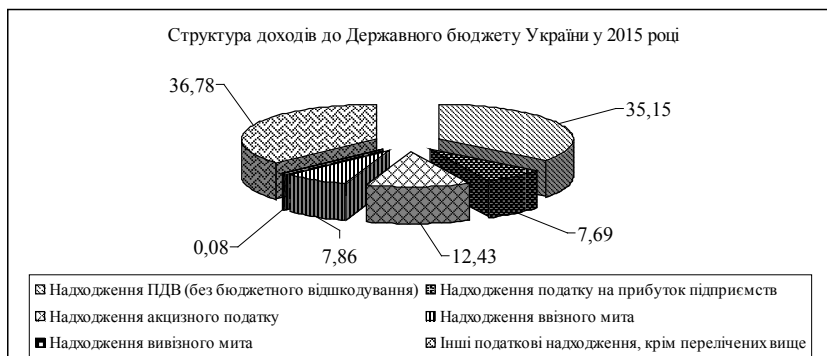 Структура доходів до Державного бюджету України у 2015 році
36,78
35,15
0,08
7,86
12,43
7,69
Надходження ПДВ (без бюджетного відшкодування)
Надходження податку на прибуток підприємств
Надходження акцизного податку
Надходження ввізного мита
Надходження вивізного мита
Інші податкові надходження, крім перелічених вище